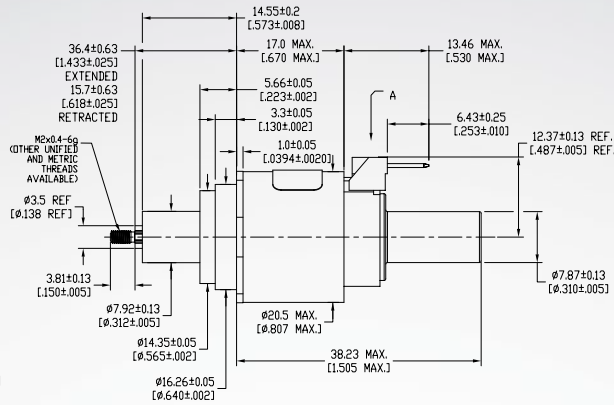 14.55±0.2
[.573±.008]
36.4±0.63
[1.433±.025]
EXTENDED
15.7±0.63
[.618±.025]
RETRACTED
17.0 MAX.
[.670 MAX.]
13.46
[.530 MAX.]
5.66±0.05
[.223±.002]
3.3±0.05
[.130±.002]
1.0±0.05
[.0394±.0020]
A
6.43±0.25
[.253±.010]
12.37±0.13 REF.
[.487±.005] REF.
M2x0.4-6g
(OTHER UNIFIED
AND METRIC
THREADS
AVAILABLE)
ø3.5 REF
[ø.138 REF]
3.81±0.13
[.150±.005]
ø7.92±0.13
[ø.312±.005]
ø14.35±0.05
[ø.565±.002]
ø16.26±0.05
[ø.640±.002]
ø20.5 MAX.
[ø.807 MAX.]
38.23 MAX.
[1.505 MAX.]
ø7.87±0.13
[ø.310±.005]